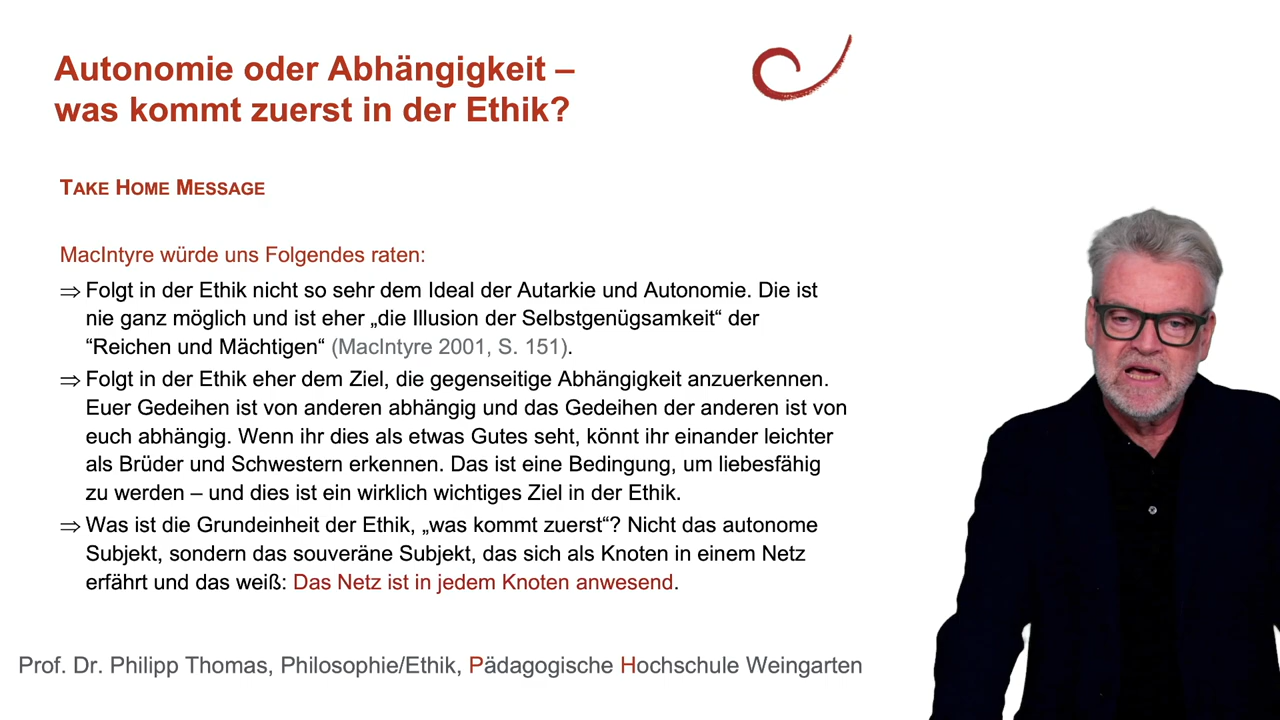 Autonomie oder Abhängigkeit –
was kommt zuerst in der Ethik?
TAKE HOME MESSAGE
MacIntyre würde uns Folgendes raten:
⇒ Folgt in der Ethik nicht so sehr dem Ideal der Autarkie und Autonomie. Die ist
nie ganz möglich und ist eher „die Illusion der Selbstgenügsamkeit“ der
“Reichen und Mächtigen“ (MacIntyre 2001, S. 151).
⇒ Folgt in der Ethik eher dem Ziel, die gegenseitige Abhängigkeit anzuerkennen.
Euer Gedeihen ist von anderen abhängig und das Gedeihen der anderen ist von
euch abhängig. Wenn ihr dies als etwas Gutes seht, könnt ihr einander leichter
als Brüder und Schwestern erkennen. Das ist eine Bedingung, um liebesfähig
zu werden – und dies ist ein wirklich wichtiges Ziel in der Ethik.
⇒ Was ist die Grundeinheit der Ethik, „was kommt zuerst“? Nicht das autonome
Subjekt, sondern das souveräne Subjekt, das sich als Knoten in einem Netz
erfährt und das weiß: Das Netz ist in jedem Knoten anwesend.
Prof. Dr. Philipp Thomas, Philosophie/Ethik, Pädagogische Hochschule Weingarten